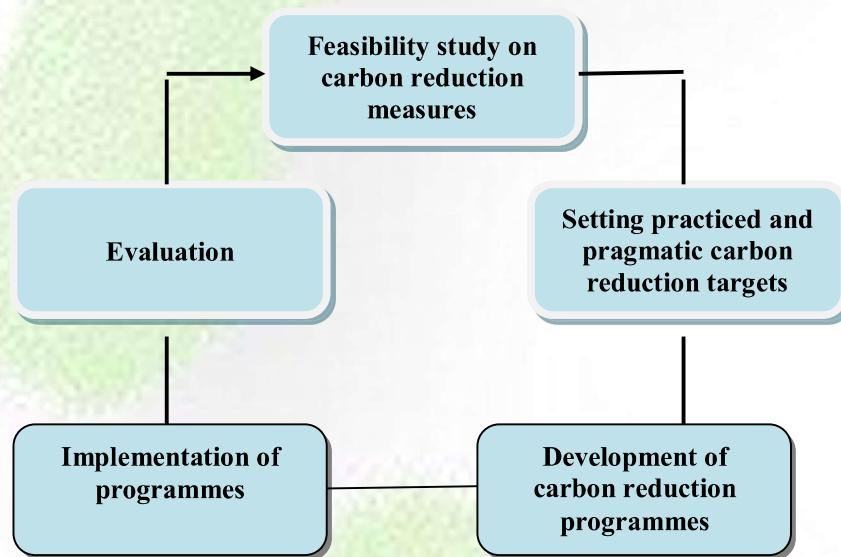 Feasibility study on
carbon reduction
measures
Setting practiced and
pragmatic carbon
reduction targets
Development of
carbon reduction
programmes
Implementation of
programmes
Evaluation